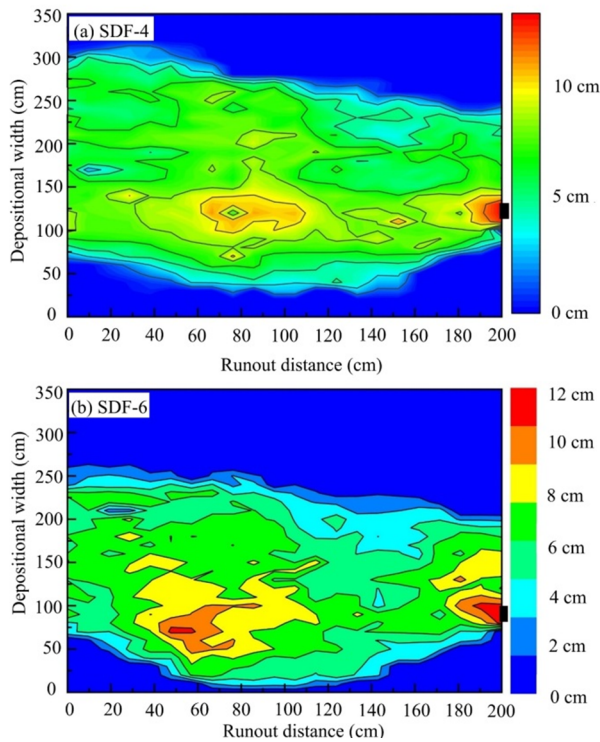 350
(a) SDF-4
300
250
200
150
100
50
0
Depositional width (cm)
0 20 40 60 80 100 120 140 160 180 200
Runout distance (cm)
10 cm
5 cm
0 cm
350
(b) SDF-6
300
250
200
150
100
50
0
Depositional width (cm)
0 20 40 60 80 100 120 140 160 180 200
Runout distance (cm)
12 cm
10 cm
8 cm
6 cm
4 cm
2 cm
0 cm